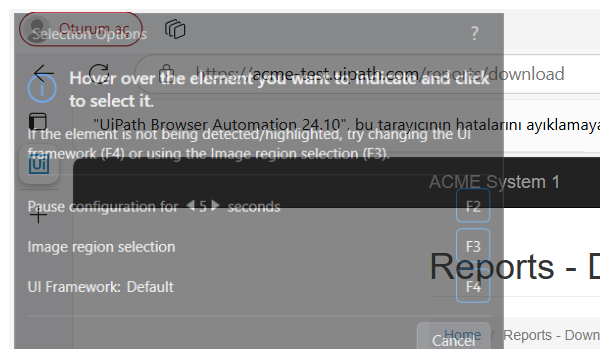 Oturum aç
Selection Options
?
https://acme-test.uipath.com/reports/download
Hover over the element you want to indicate and click
to select it.
"UiPath Browser Automation 24.10", bu tarayıcının hatalarını ayıklamaya
If the element is not being detected/highlighted, try changing the UI
framework (F4) or using the Image region selection (F3).
Ui
ACME System 1
Pause configuration for 5 seconds
F2
Image region selection
F3
Reports - D
UI Framework: Default
F4
Home / Reports - Down
Cancel